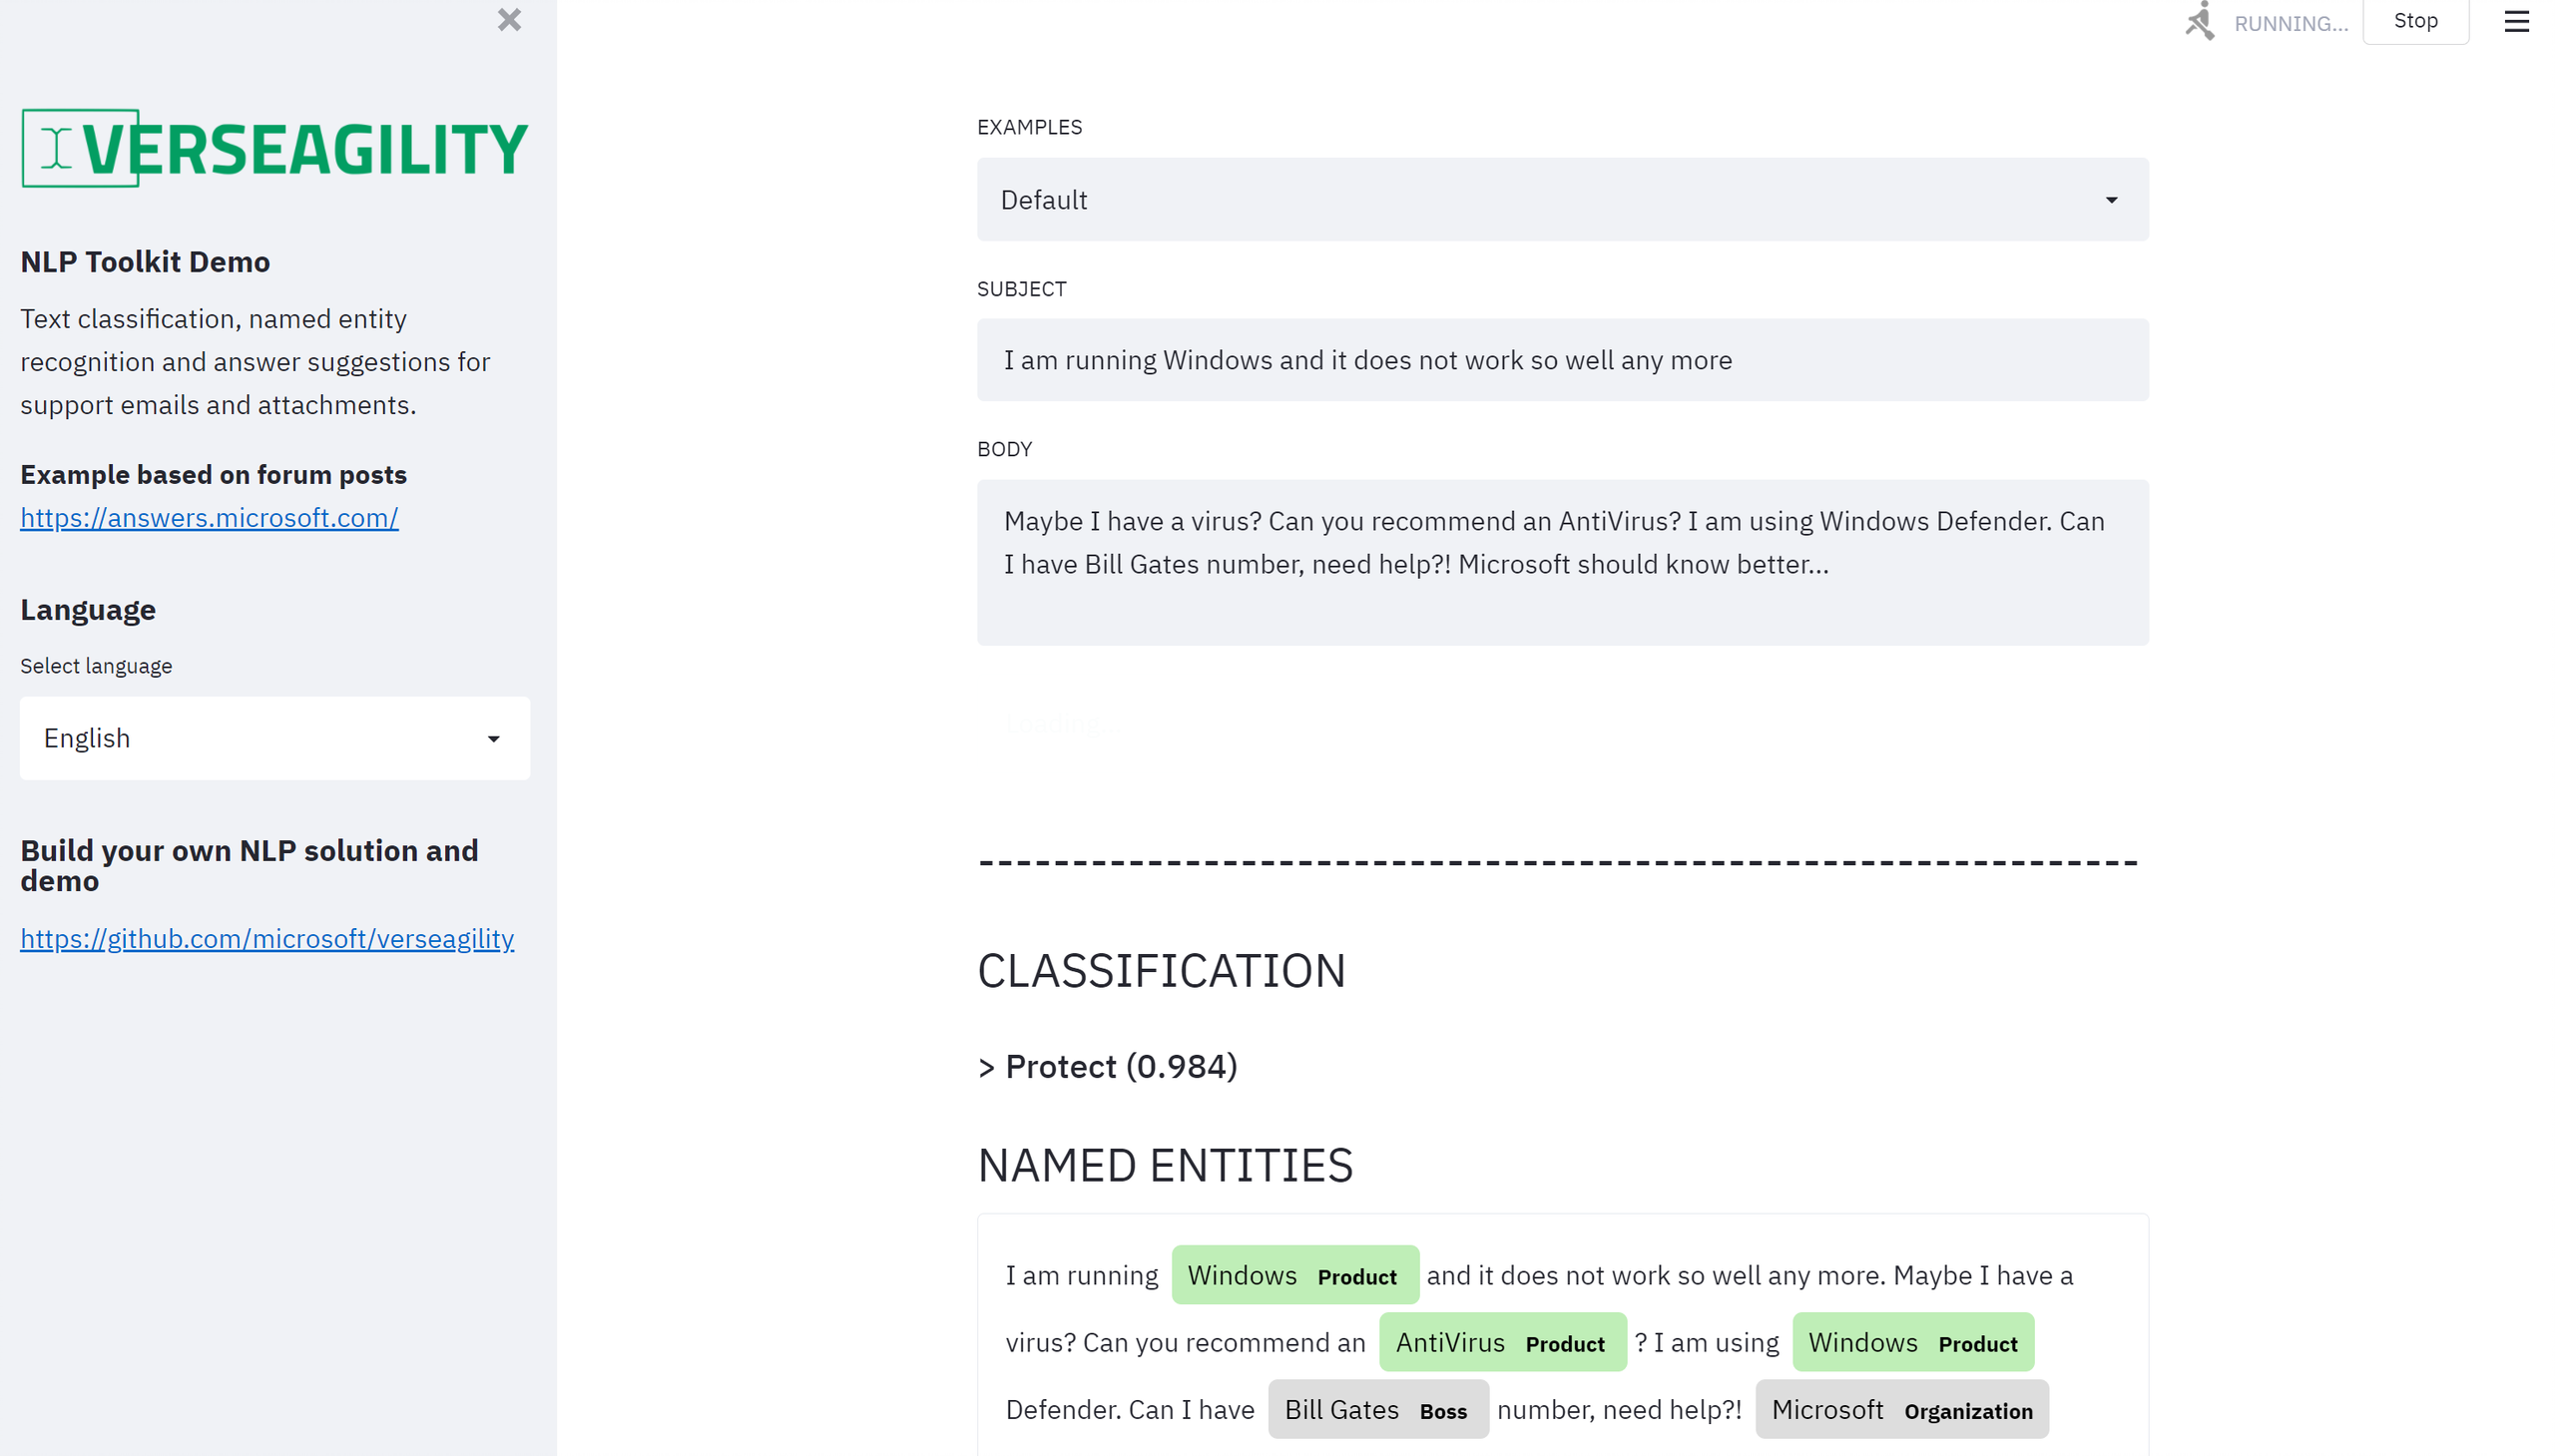 RUNNING...
Stop
VERSEAGILITY
NLP Toolkit Demo
Text classification, named entity
recognition and answer suggestions for
support emails and attachments.
Example based on forum posts
https://answers.microsoft.com/
Language
Select language
English
Build your own NLP solution and
demo
https://github.com/microsoft/verseagility
EXAMPLES
Default
SUBJECT
I am running Windows and it does not work so well any more
BODY
Maybe I have a virus? Can you recommend an AntiVirus? I am using Windows Defender. Can
I have Bill Gates number, need help?! Microsoft should know better...
CLASSIFICATION
> Protect (0.984)
NAMED ENTITIES
I am running Windows Product and it does not work so well any more. Maybe I have a
virus? Can you recommend an AntiVirus Product ? I am using Windows Product
Defender. Can I have Bill Gates Boss number, need help?! Microsoft Organization